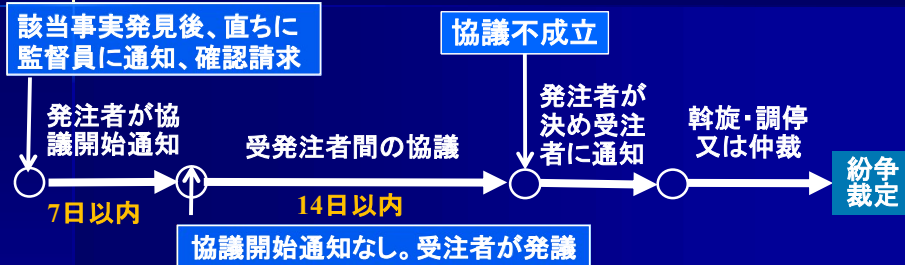 該当事実発見後、直ちに
監督員に通知、確認請求
協議不成立
発注者が協
議開始通知
受発注者間の協議
発注者が
決め受注
者に通知
斡旋・調停
又は仲裁
紛争
裁定
7日以内
14日以内
協議開始通知なし。受注者が発議